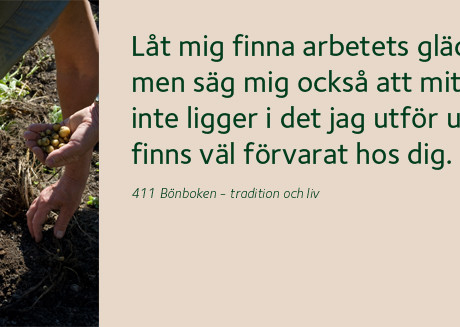 Låt mig finna arbetets
men säg mig också att
inte ligger i det jag utför
finns väl förvarat hos dig.
411 Bönboken – tradition och liv